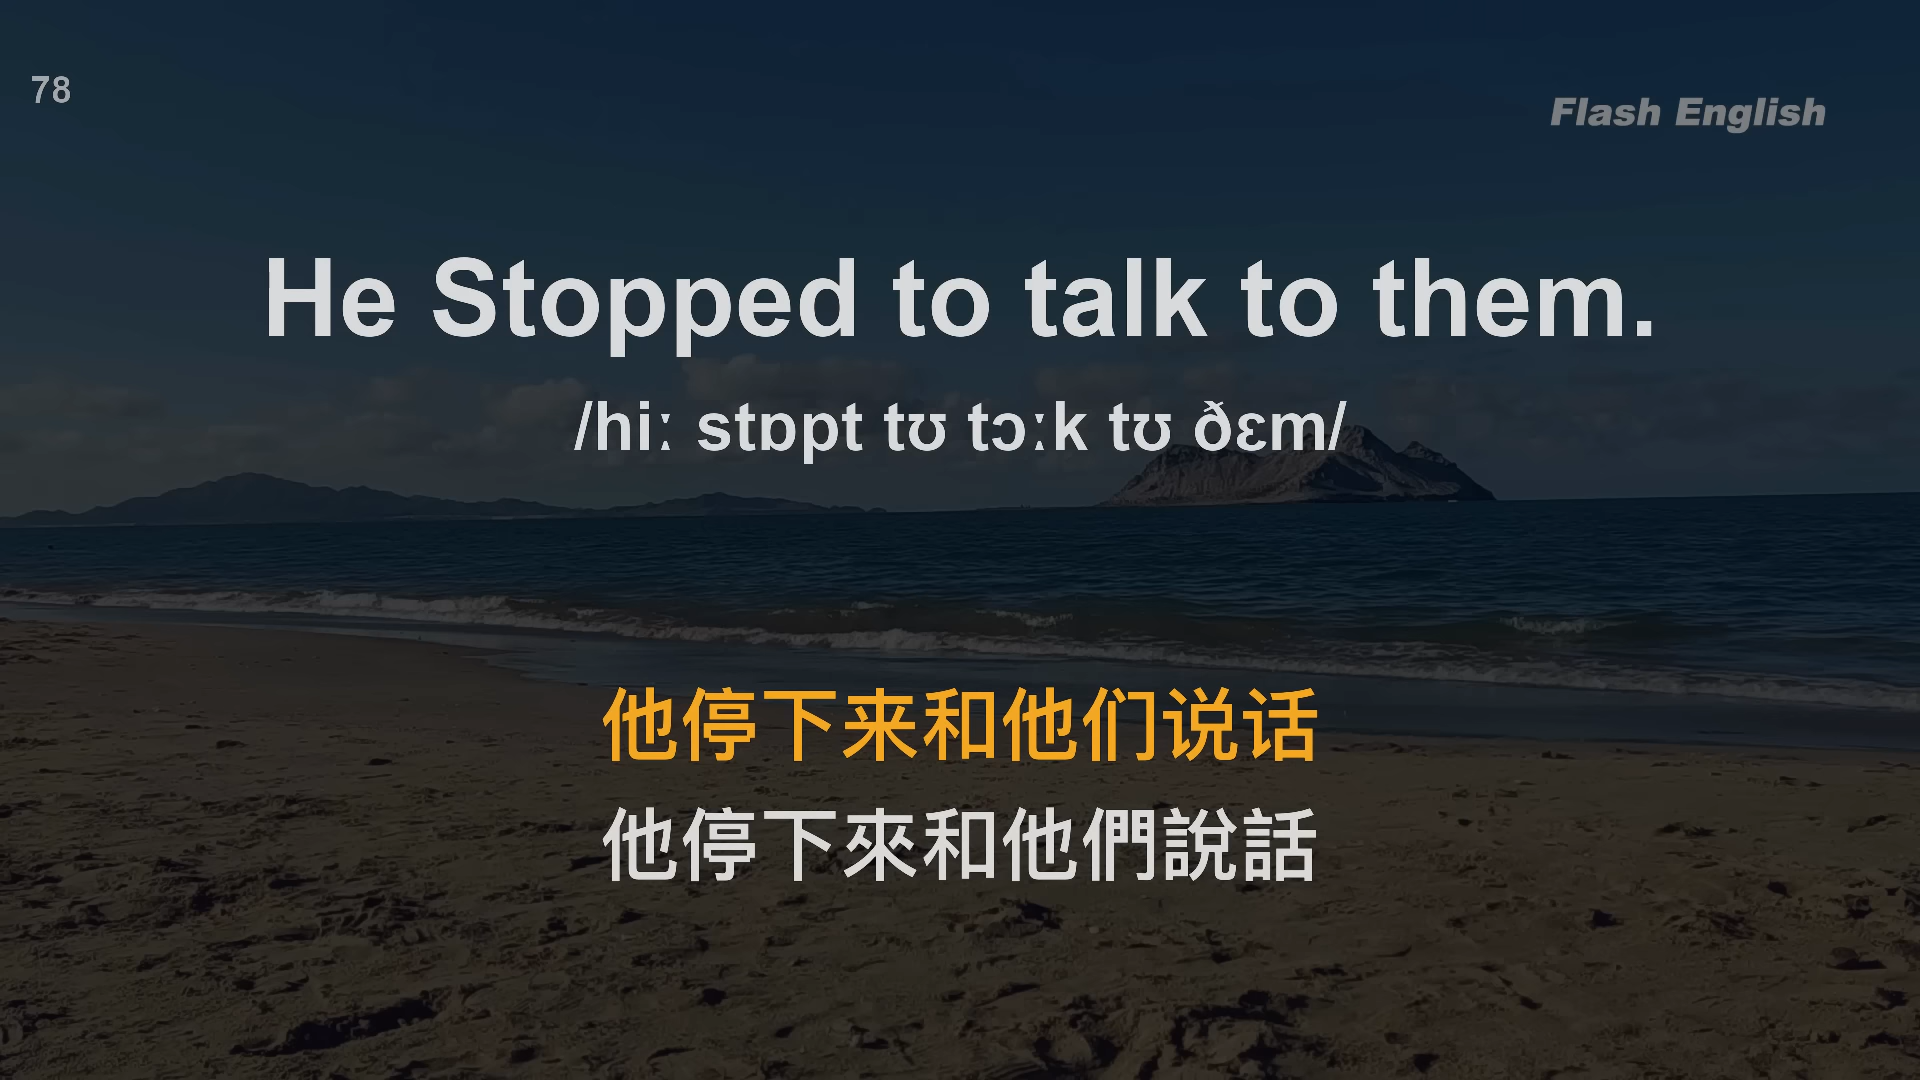 78
Flash English
He Stopped to talk to them.
/hiː stɒpt tʊ tɔːk tʊ ðɛm/
他停下来和他们说话
他停下來和他們說話